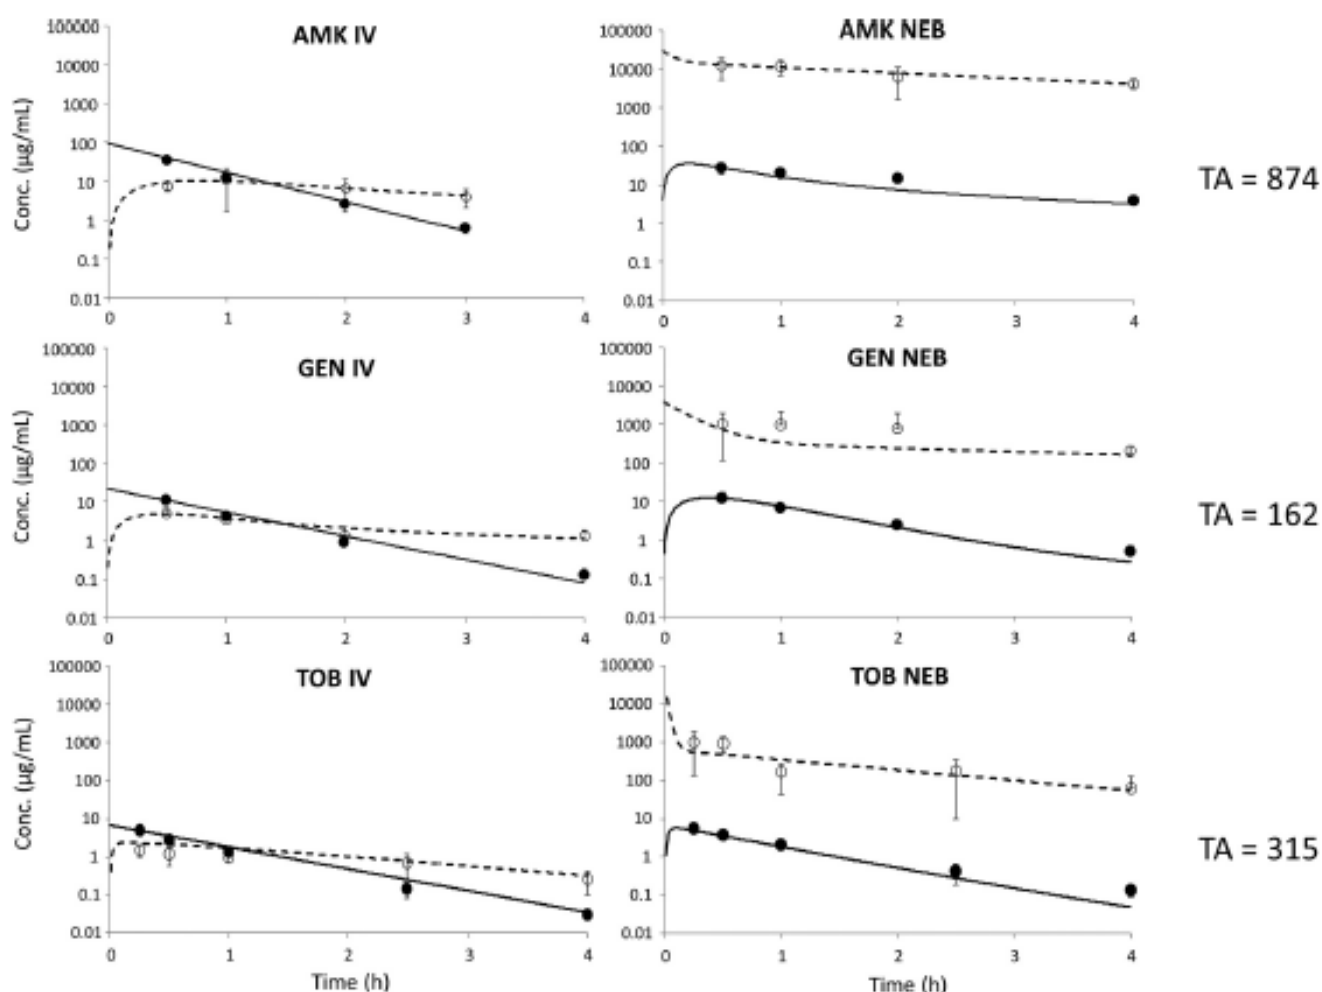 AMK IV
100000
10000
1000
100
10
1
0.1
0.01
0 1 2 3 4
Conc. (µg/mL)
AMK NEB
100000
10000
1000
100
10
1
0.1
0.01
0 1 2 3 4
TA = 874
GEN IV
100000
10000
1000
100
10
1
0.1
0.01
0 1 2 3 4
Conc. (µg/mL)
GEN NEB
100000
10000
1000
100
10
1
0.1
0.01
0 1 2 3 4
TA = 162
TOB IV
100000
10000
1000
100
10
1
0.1
0.01
0 1 2 3 4
Conc. (µg/mL)
Time (h)
TOB NEB
100000
10000
1000
100
10
1
0.1
0.01
0 1 2 3 4
Time (h)
TA = 315